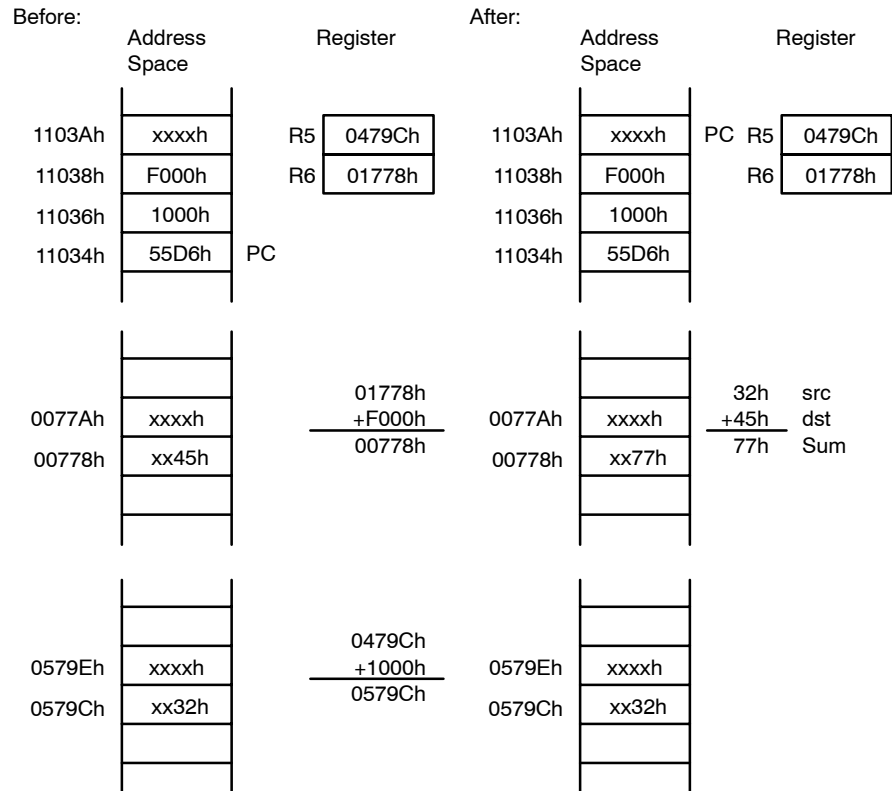 Before:
Address Space
Register
1103Ah xxxxh R5 0479Ch
11038h F000h R6 01778h
11036h 1000h
11034h 55D6h PC
01778h
0077Ah xxxxh +F000h
00778h xx45h 00778h
0479Ch
0579Eh xxxxh +1000h
0579Ch xx32h 0579Ch
After:
Address Space
Register
1103Ah xxxxh PC R5 0479Ch
11038h F000h R6 01778h
11036h 1000h
11034h 55D6h
32h src
0077Ah xxxxh +45h dst
00778h xx77h 77h Sum
0579Eh xxxxh
0579Ch xx32h